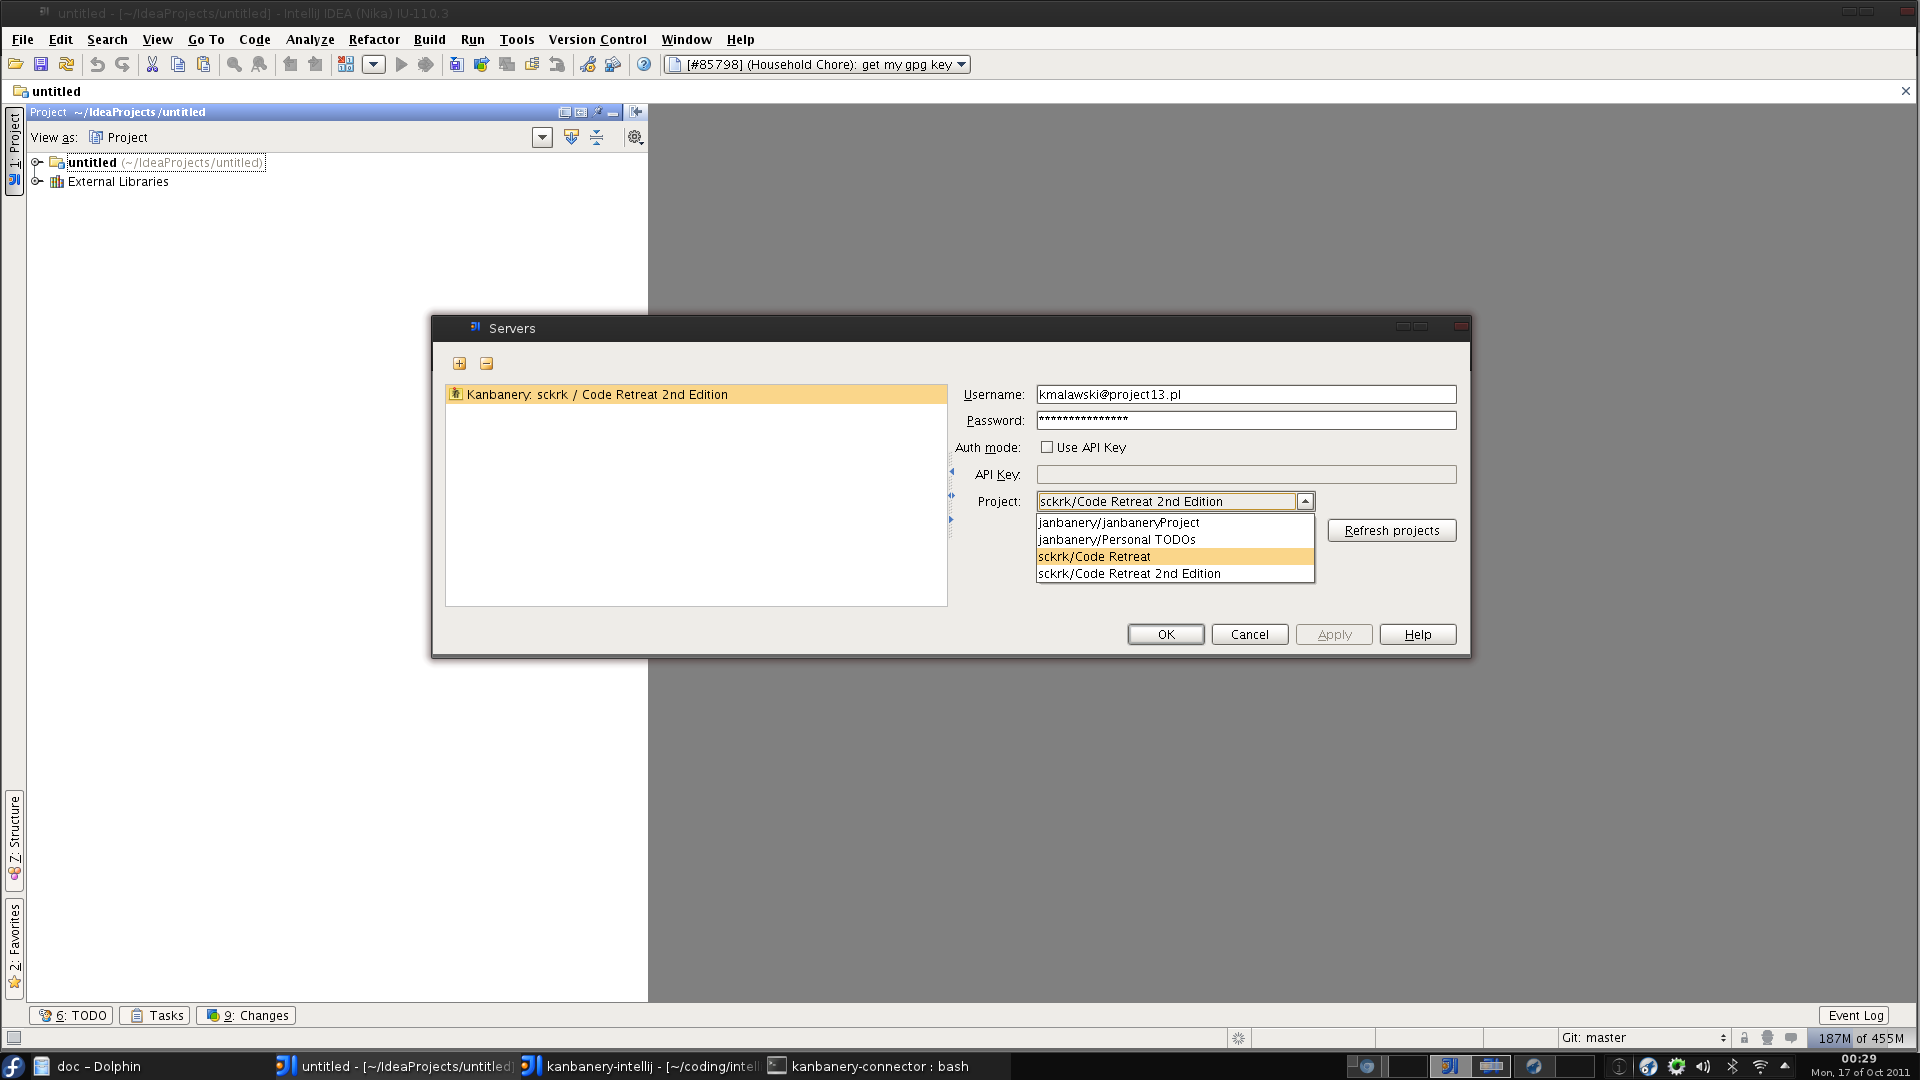 untitled - [~/IdeaProjects/untitled] - IntelliJ IDEA (Nika) IU-110.3
File Edit Search View Go To Code Analyze Refactor Build Run Tools Version Control Window Help
[#85798] (Household Chore): get my gpg key
untitled
Project ~/IdeaProjects/untitled
View as: Project
untitled (~/IdeaProjects/untitled)
External Libraries
1: Project
7: Structure
2: Favorites
Servers
Kanbanery: sckrk / Code Retreat 2nd Edition
Username: kmalawski@project13.pl
Password: ***************
Auth mode: Use API Key
API Key:
Project: sckrk/Code Retreat 2nd Edition
janbanery/janbaneryProject
janbanery/Personal TODOs
sckrk/Code Retreat
sckrk/Code Retreat 2nd Edition
Refresh projects
OK Cancel Apply Help
6: TODO Tasks 9: Changes Event Log
Git: master 187M of 455M
doc – Dolphin untitled - [~/IdeaProjects/untitled] kanbanery-intellij - [~/coding/intel kanbanery-connector : bash
00:29
Mon, 17 of Oct 2011